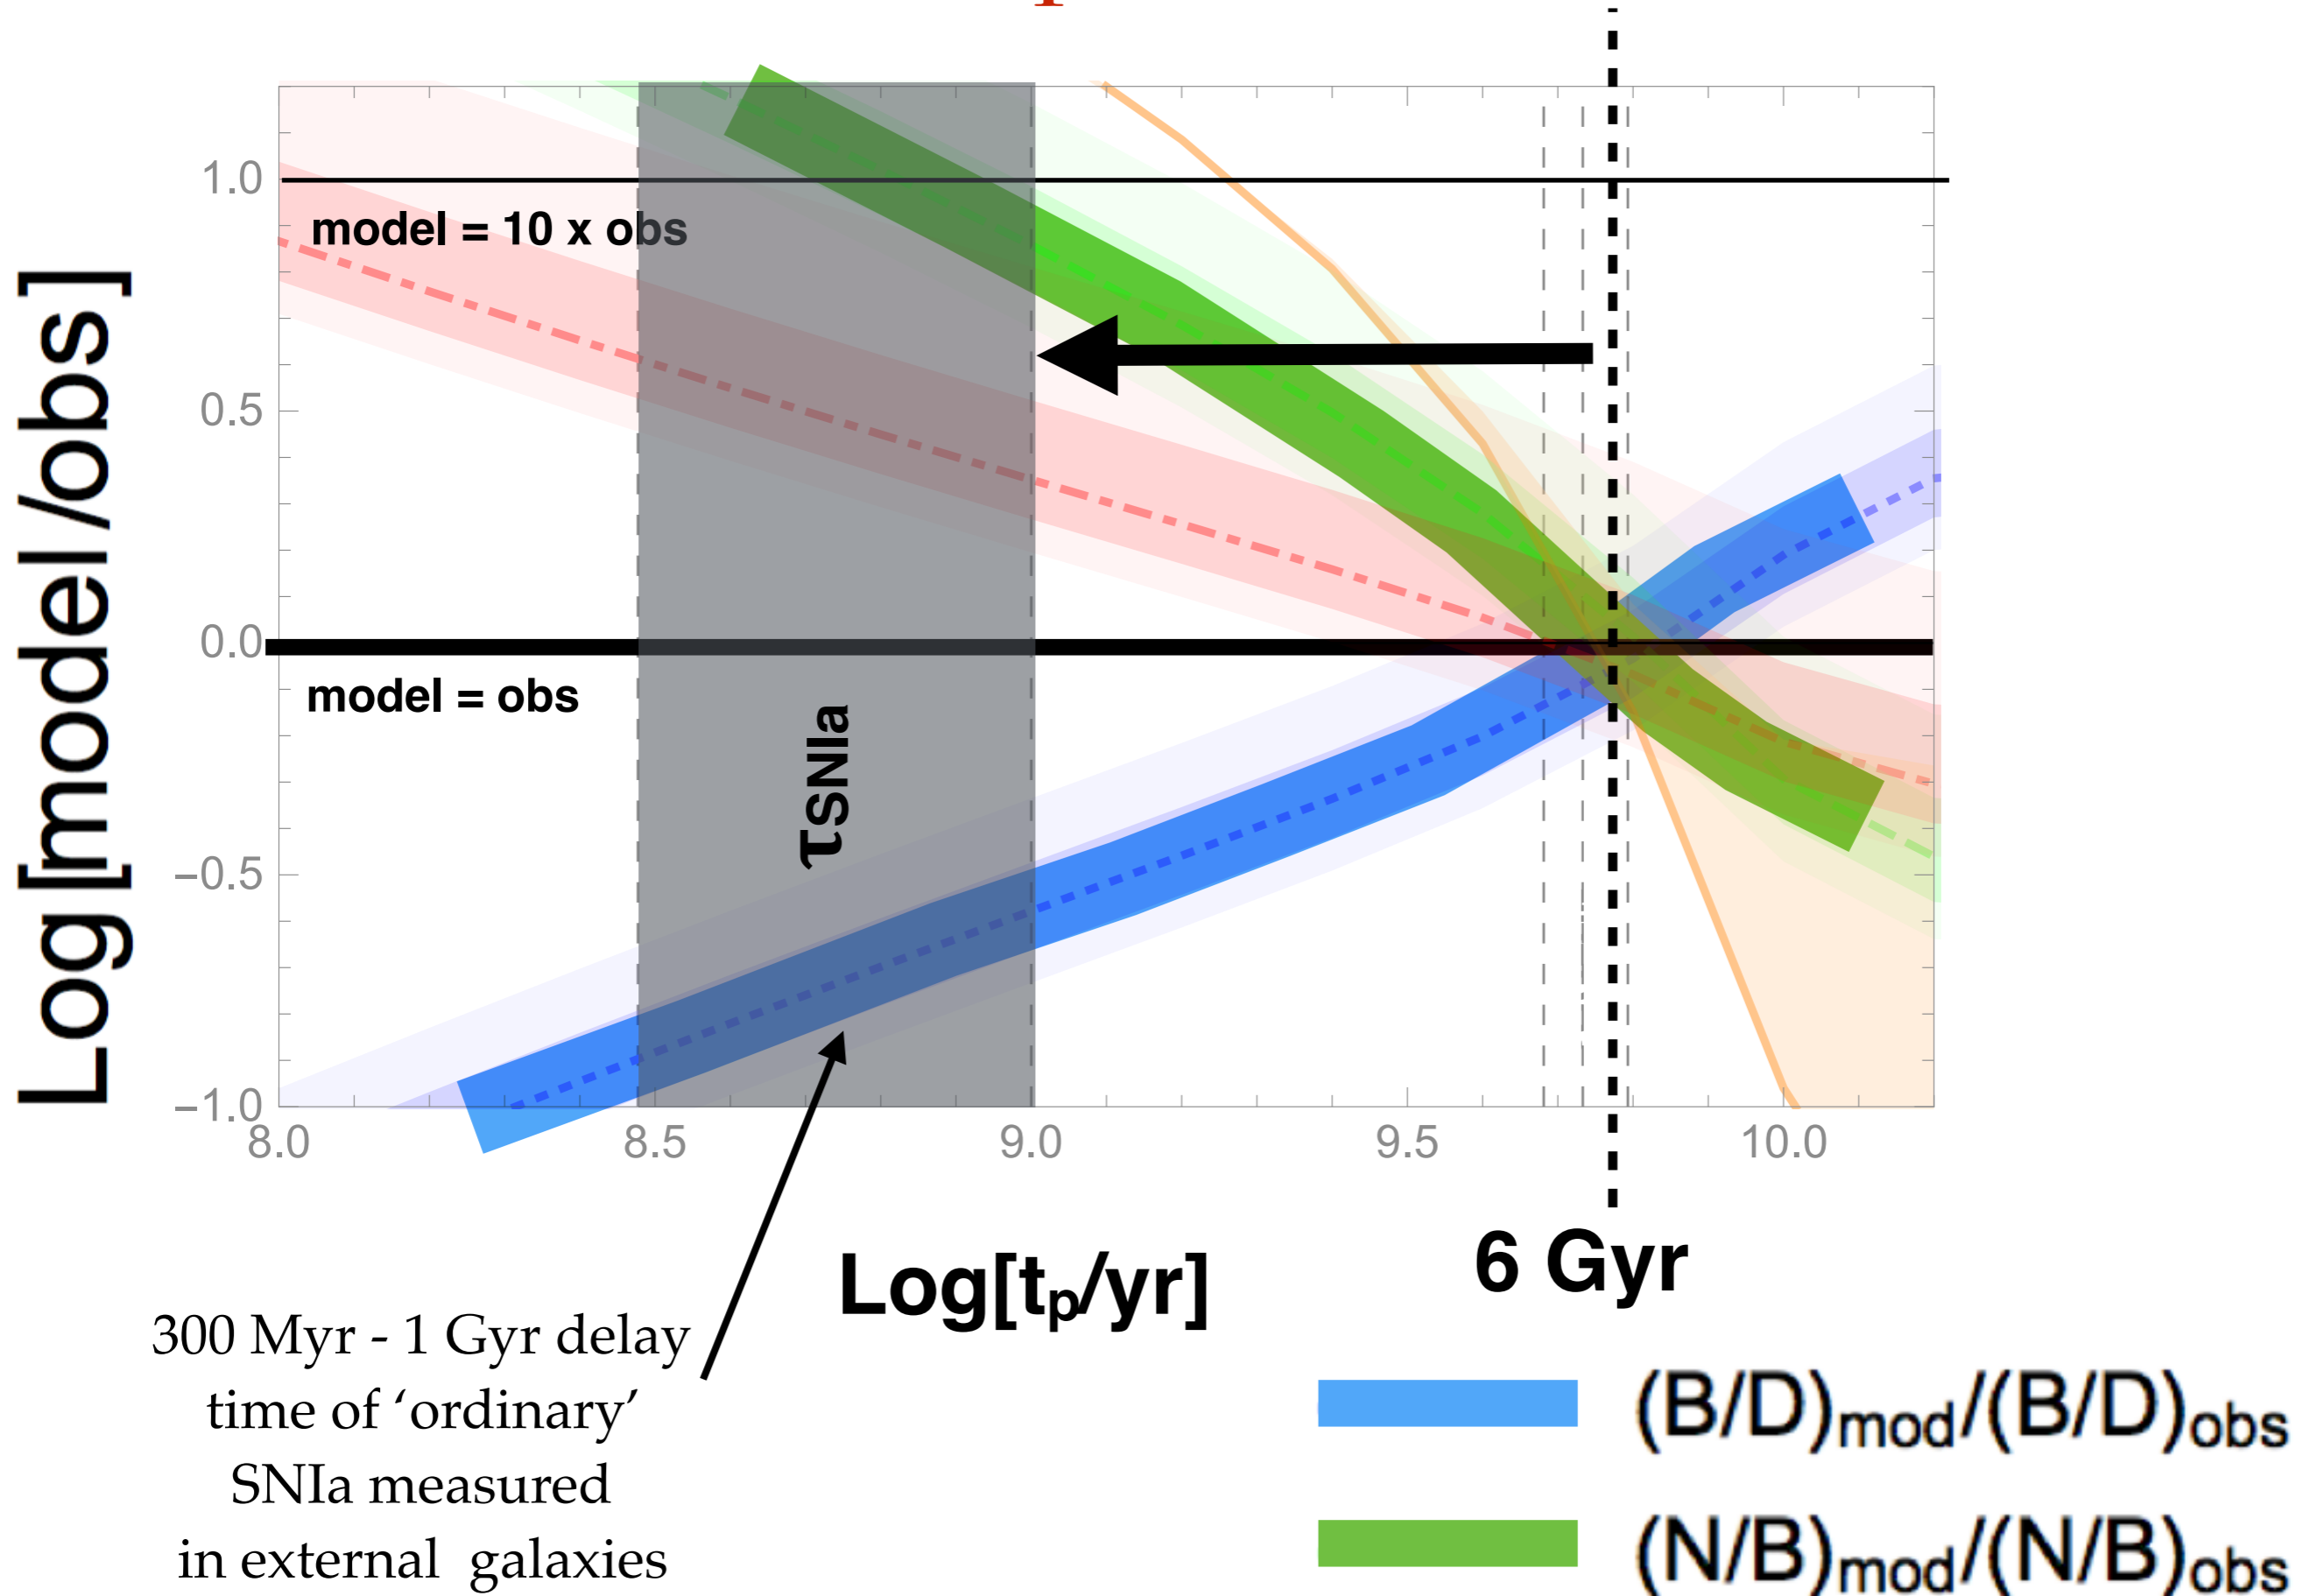 Log[model/obs]
1.0
model = 10 x obs
0.5
0.0
model = obs
τSNIa
−0.5
−1.0
8.0 8.5 9.0 9.5 10.0
Log[tp/yr]
6 Gyr
300 Myr - 1 Gyr delay
time of ‘ordinary’
SNIa measured
in external galaxies
(B/D)mod/(B/D)obs
(N/B)mod/(N/B)obs